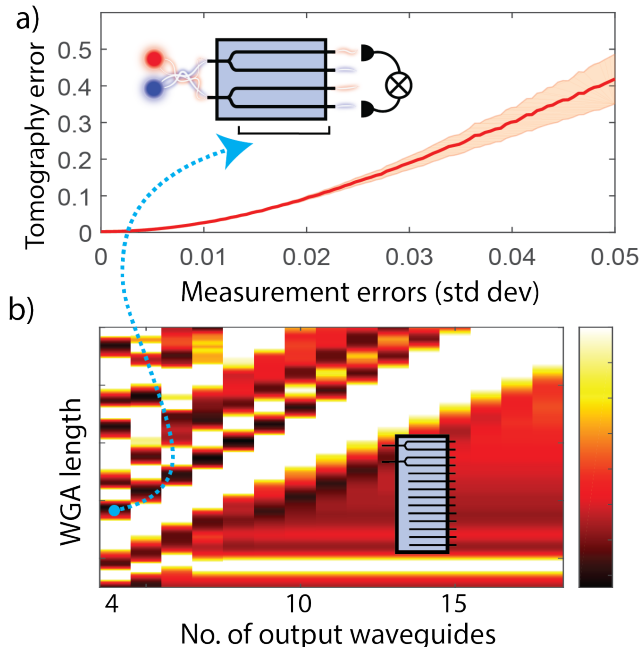 a)
Tomography error
0.5
0.4
0.3
0.2
0.1
0
0 0.01 0.02 0.03 0.04 0.05
Measurement errors (std dev)
b)
WGA length
4 10 15
No. of output waveguides